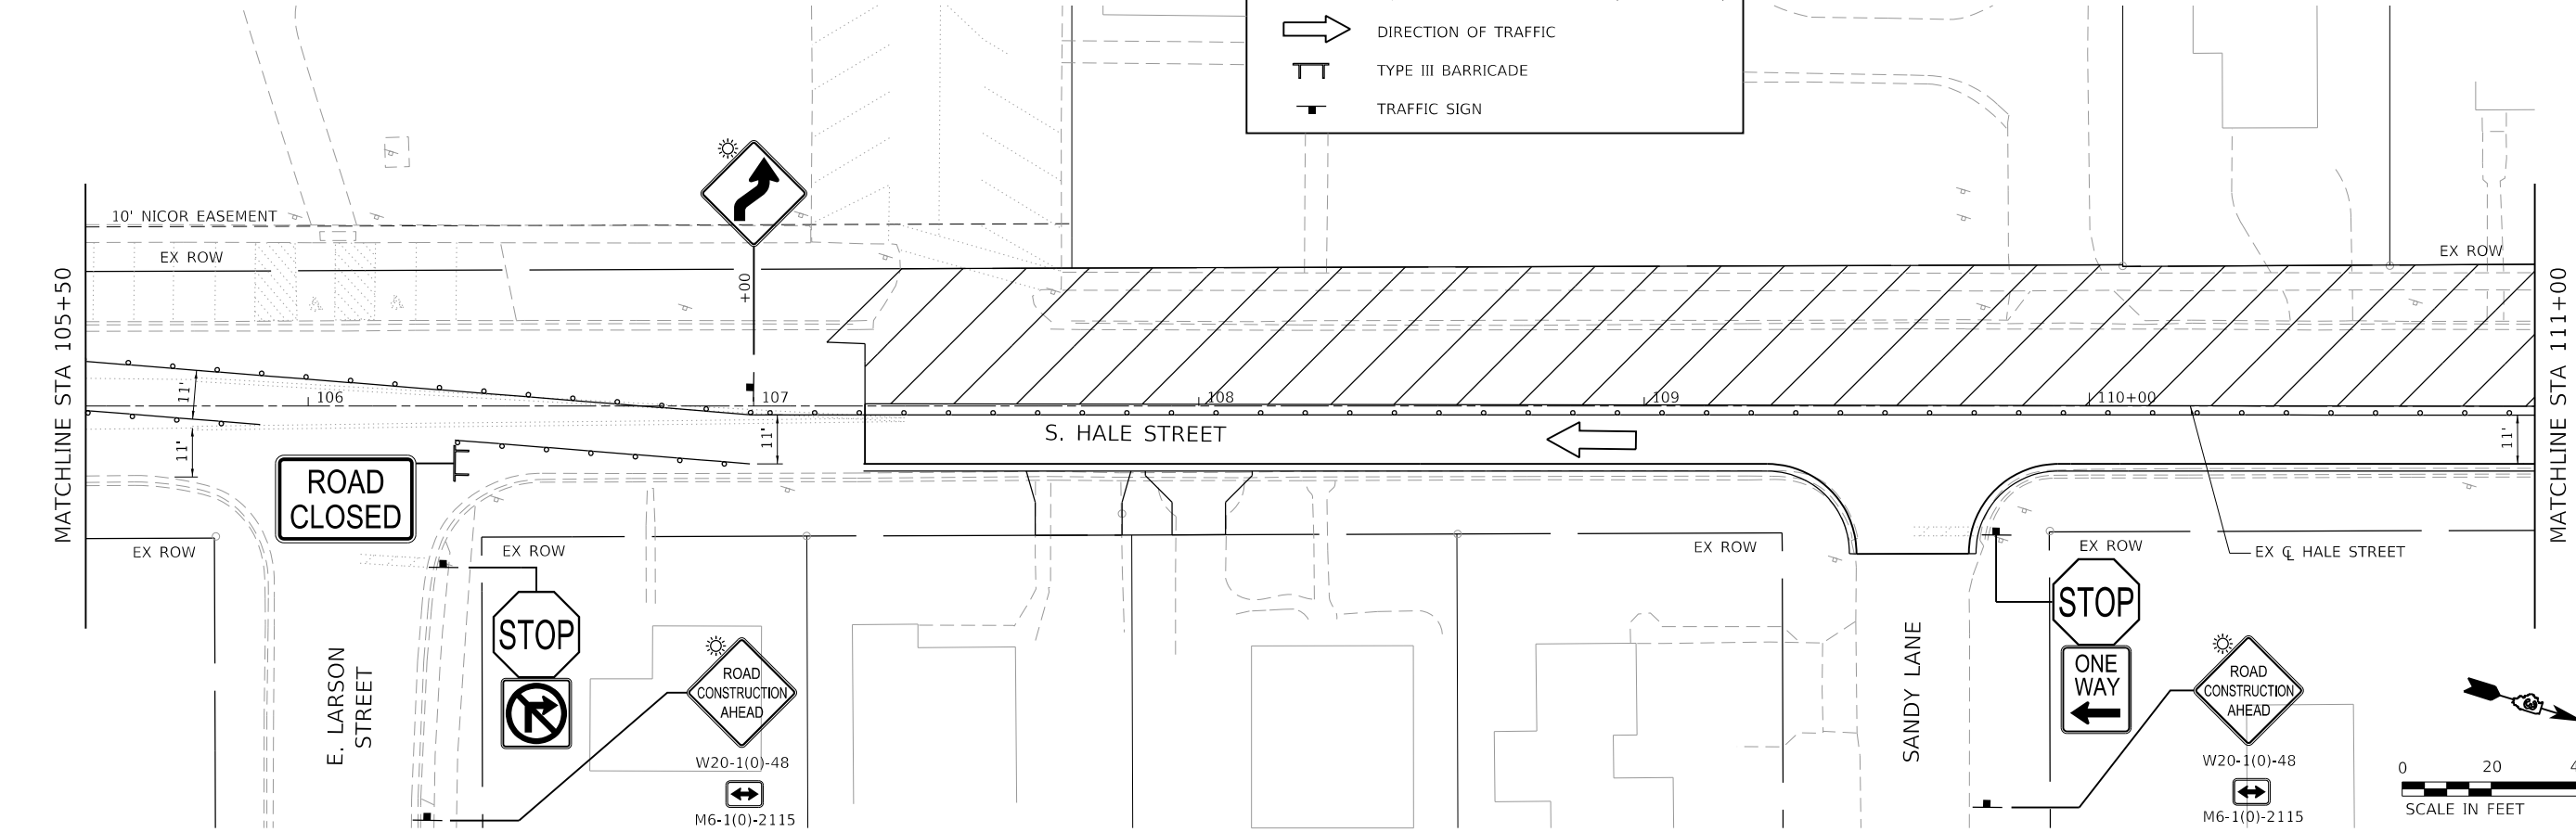 DIRECTION OF TRAFFIC
TYPE III BARRICADE
TRAFFIC SIGN
10' NICOR EASEMENT
EX ROW
EX ROW
MATCHLINE STA 105+50
MATCHLINE STA 111+00
+00
11'
106
107
108
109
110+00
11'
11'
11'
S. HALE STREET
ROAD
CLOSED
EX ROW
EX ROW
EX ROW
EX ROW
EX ℄ HALE STREET
STOP
STOP
ONE
WAY
E. LARSON
STREET
SANDY LANE
ROAD
CONSTRUCTION
AHEAD
W20-1(0)-48
M6-1(0)-2115
ROAD
CONSTRUCTION
AHEAD
W20-1(0)-48
M6-1(0)-2115
0 20 4
SCALE IN FEET